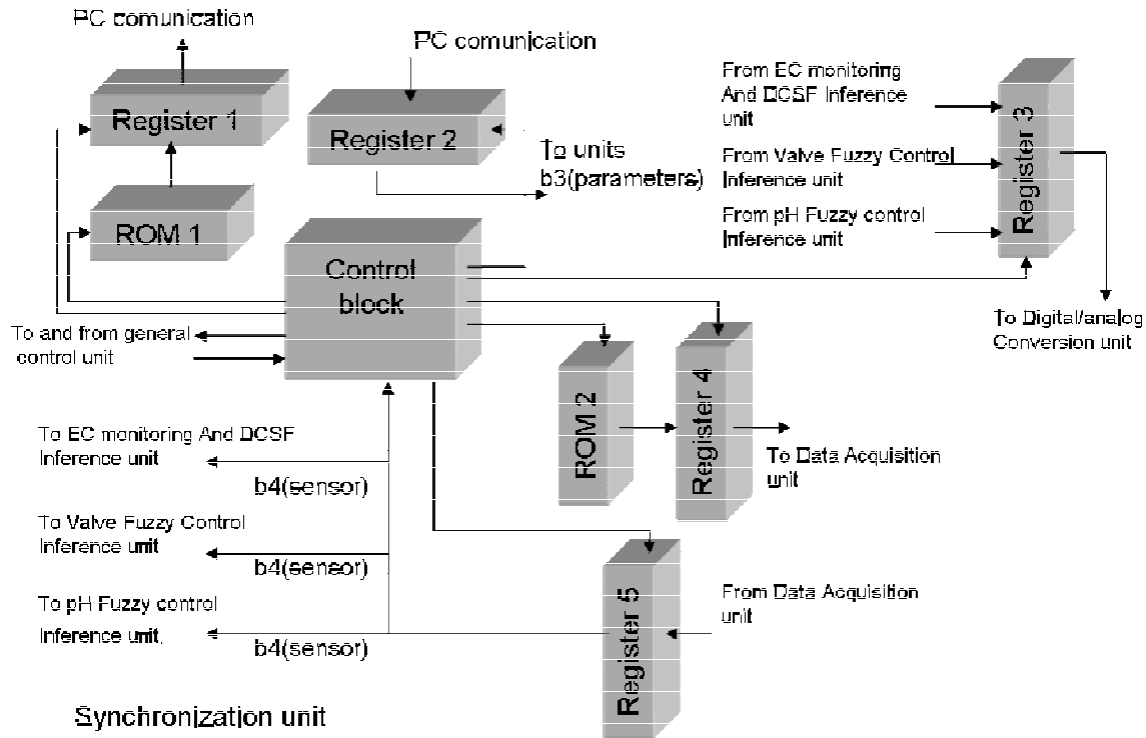 PC comunication
PC comunication
Register 1
Register 2
ROM 1
To units
b3(parameters)
From EC monitoring
And DCSF Inference
unit
From Valve Fuzzy Control
Inference unit
From pH Fuzzy control
Inference unit
Register 3
Control
block
To and from general
control unit
To Digital/analog
Conversion unit
ROM 2
Register 4
To Data Acquisition
unit
To EC monitoring And DCSF
Inference unit
b4(sensor)
To Valve Fuzzy Control
Inference unit
b4(sensor)
To pH Fuzzy control
Inference unit.
b4(sensor)
Register 5
From Data Acquisition
unit
Synchronization unit